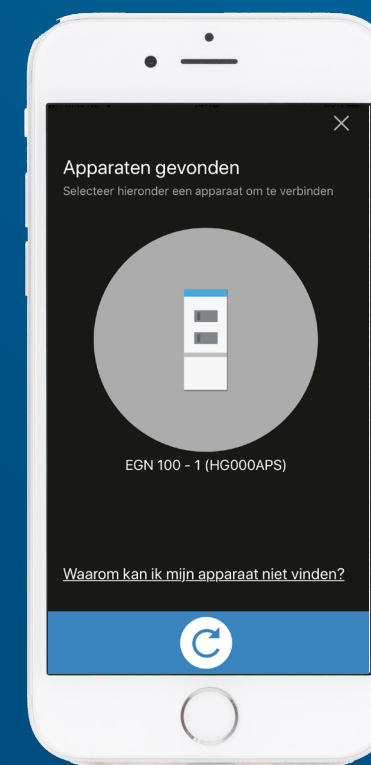 Apparaten gevonden
Selecteer hieronder een apparaat om te verbinden
EGN 100 - 1 (HG000APS)
Waarom kan ik mijn apparaat niet vinden?